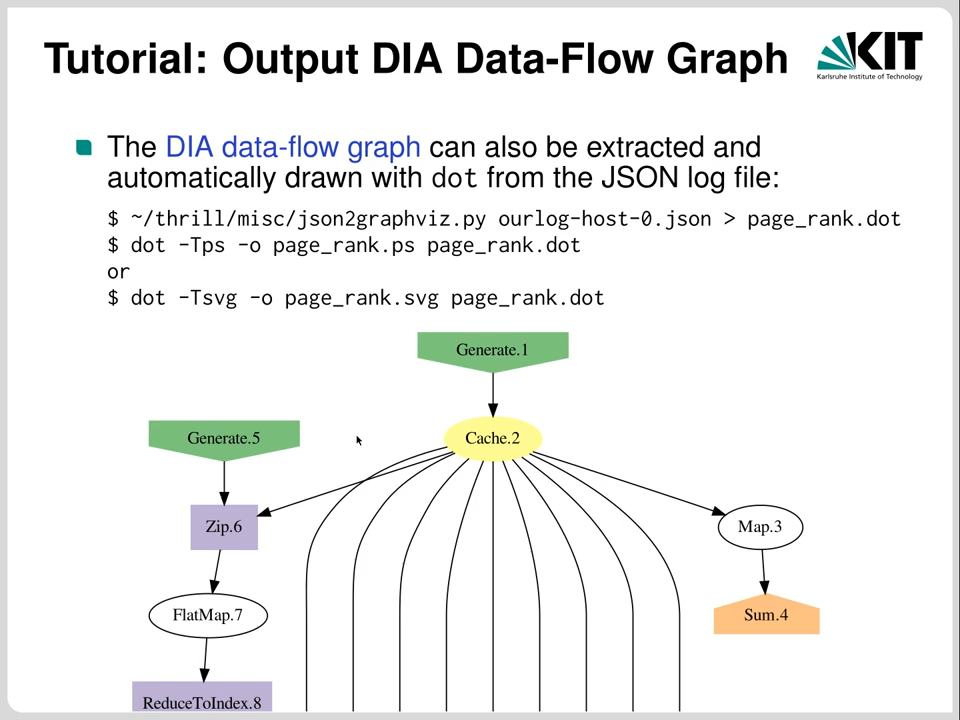 Tutorial: Output DIA Data-Flow Graph
KIT
Karlsruhe Institute of Technology
The DIA data-flow graph can also be extracted and
automatically drawn with dot from the JSON log file:
$ ~/thrill/misc/json2graphviz.py ourlog-host-0.json > page_rank.dot
$ dot -Tps -o page_rank.ps page_rank.dot
or
$ dot -Tsvg -o page_rank.svg page_rank.dot
Generate.1
Generate.5
Cache.2
Zip.6
Map.3
FlatMap.7
Sum.4
ReduceToIndex.8